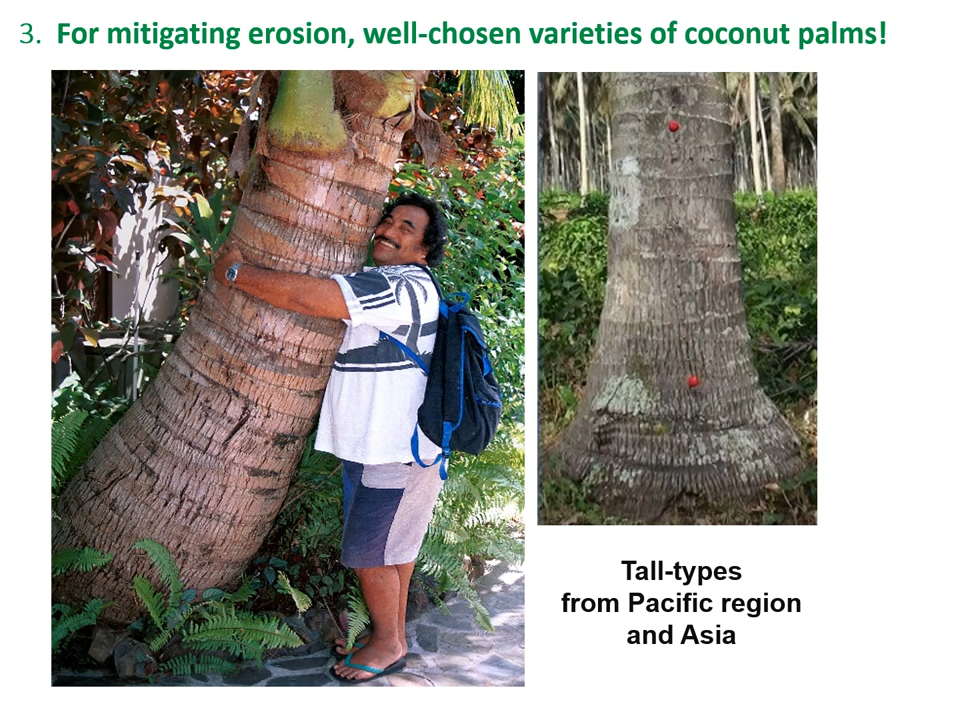 3. For mitigating erosion, well-chosen varieties of coconut palms!
Tall-types
from Pacific region
and Asia